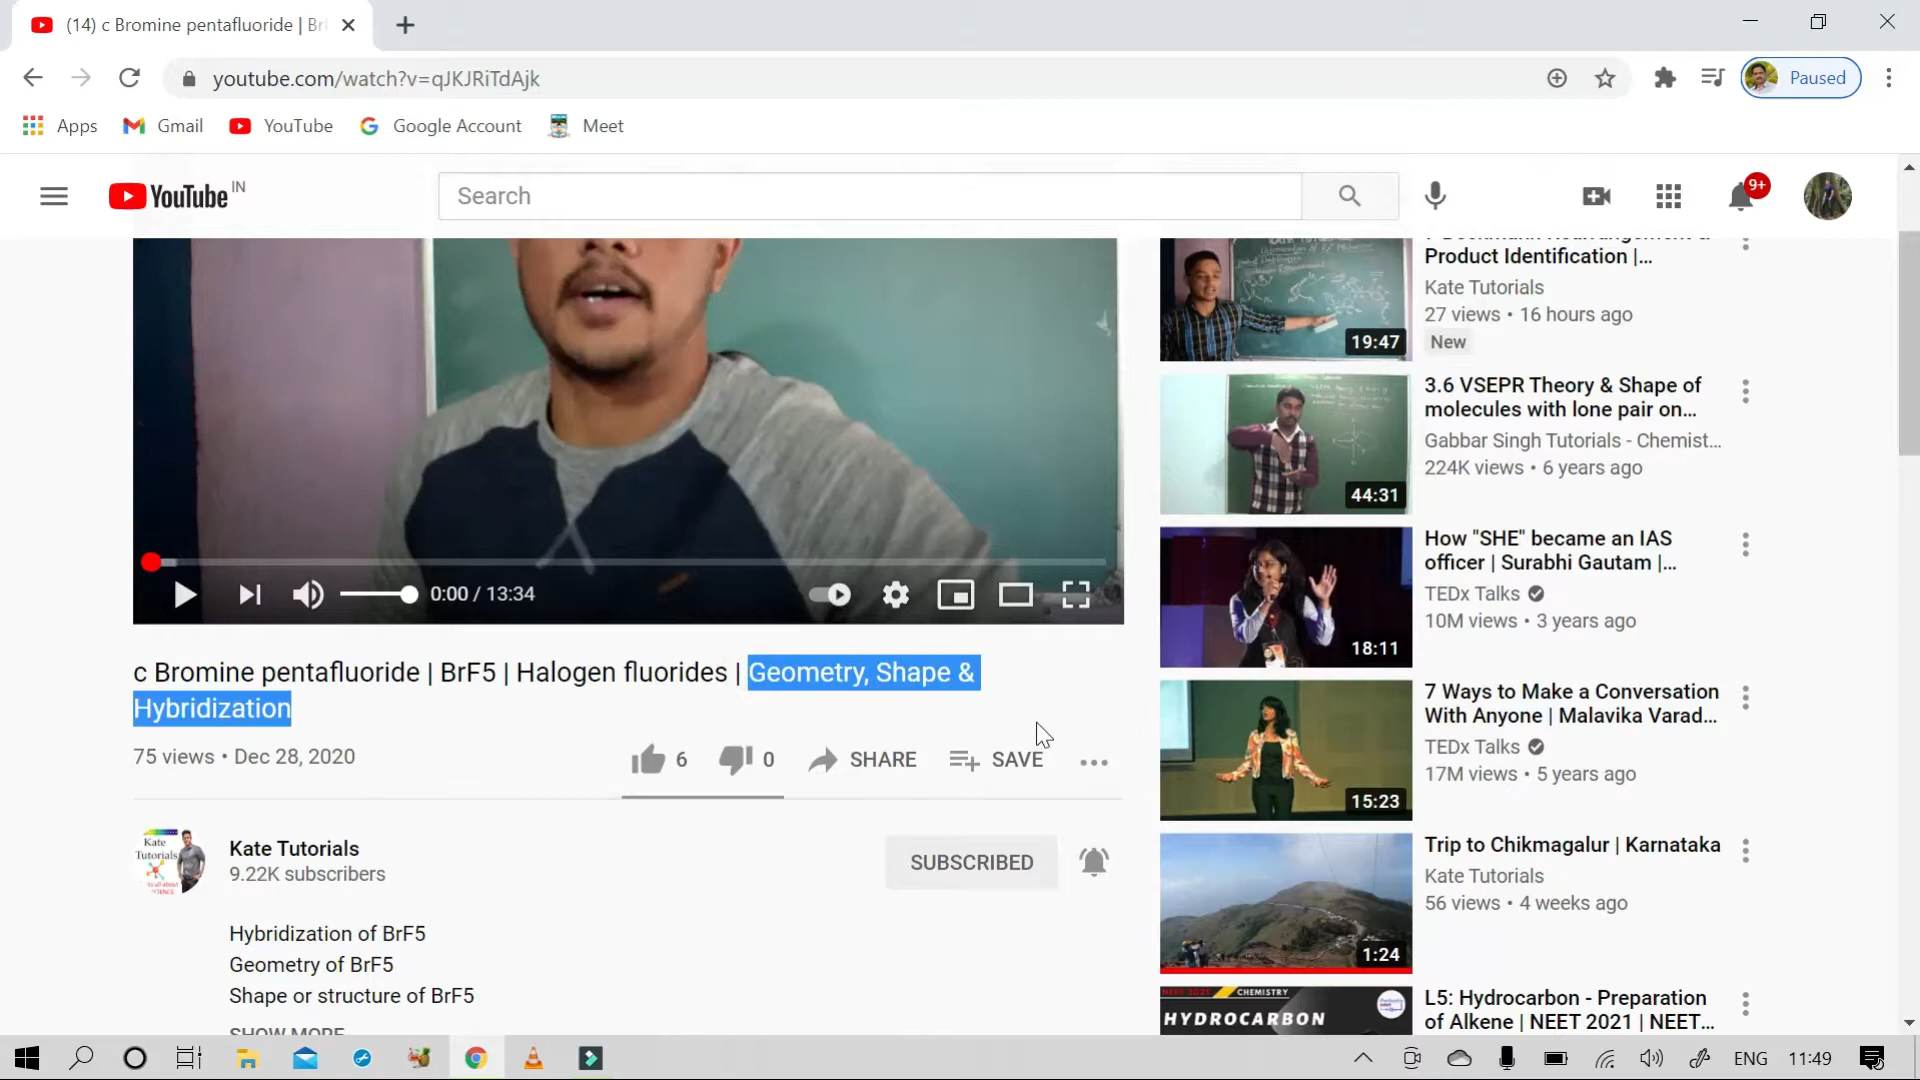 (14) c Bromine pentafluoride | Br
youtube.com/watch?v=qJKJRiTdAjk
Paused
Apps
Gmail
YouTube
Google Account
Meet
YouTube IN
Search
9+
0:00 / 13:34
c Bromine pentafluoride | BrF5 | Halogen fluorides | Geometry, Shape &
Hybridization
75 views • Dec 28, 2020
6
0
SHARE
SAVE
Kate Tutorials
9.22K subscribers
SUBSCRIBED
Kate
Tutorials
Hybridization of BrF5
Geometry of BrF5
Shape or structure of BrF5
SHOW MORE
Product Identification |...
Kate Tutorials
27 views • 16 hours ago
New
19:47
3.6 VSEPR Theory & Shape of
molecules with lone pair on...
Gabbar Singh Tutorials - Chemist...
224K views • 6 years ago
44:31
How "SHE" became an IAS
officer | Surabhi Gautam |...
TEDx Talks
10M views • 3 years ago
18:11
7 Ways to Make a Conversation
With Anyone | Malavika Varad...
TEDx Talks
17M views • 5 years ago
15:23
Trip to Chikmagalur | Karnataka
Kate Tutorials
56 views • 4 weeks ago
1:24
L5: Hydrocarbon - Preparation
of Alkene | NEET 2021 | NEET...
NEET 2021 CHEMISTRY
HYDROCARBON
ENG
11:49